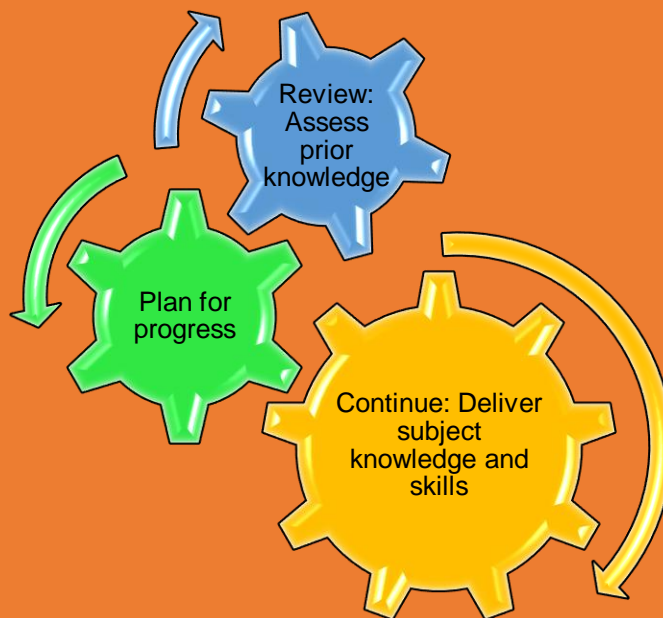 Review:
Assess
prior
knowledge
Plan for
progress
Continue: Deliver
subject
knowledge and
skills